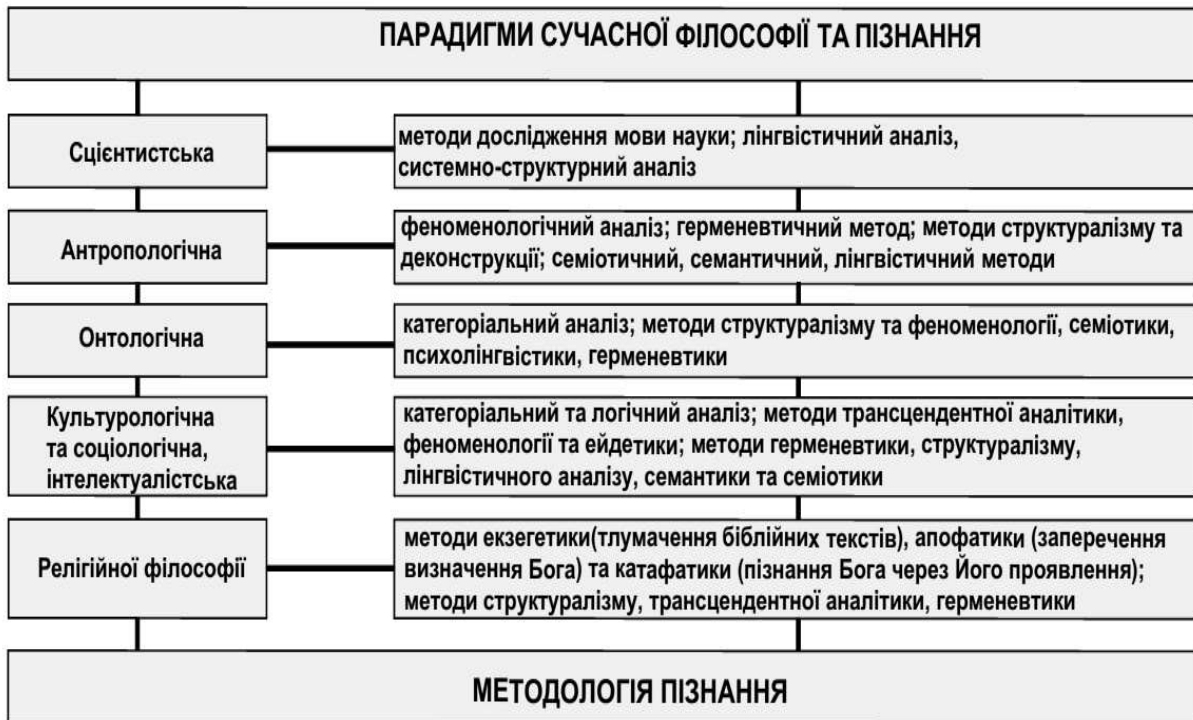 ПАРАДИГМИ СУЧАСНОЇ ФІЛОСОФІЇ ТА ПІЗНАННЯ
Сцієнтистська
методи дослідження мови науки; лінгвістичний аналіз,
системно-структурний аналіз
Антропологічна
феноменологічний аналіз; герменевтичний метод; методи структуралізму та
деконструкції; семіотичний, семантичний, лінгвістичний методи
Онтологічна
категоріальний аналіз; методи структуралізму та феноменології, семіотики,
психолінгвістики, герменевтики
Культурологічна
та соціологічна,
інтелектуалістська
категоріальний та логічний аналіз; методи трансцендентної аналітики,
феноменології та ейдетики; методи герменевтики, структуралізму,
лінгвістичного аналізу, семантики та семіотики
Релігійної філософії
методи екзегетики(тлумачення біблійних текстів), апофатики (заперечення
визначення Бога) та катафатики (пізнання Бога через Його проявлення);
методи структуралізму, трансцендентної аналітики, герменевтики
МЕТОДОЛОГІЯ ПІЗНАННЯ